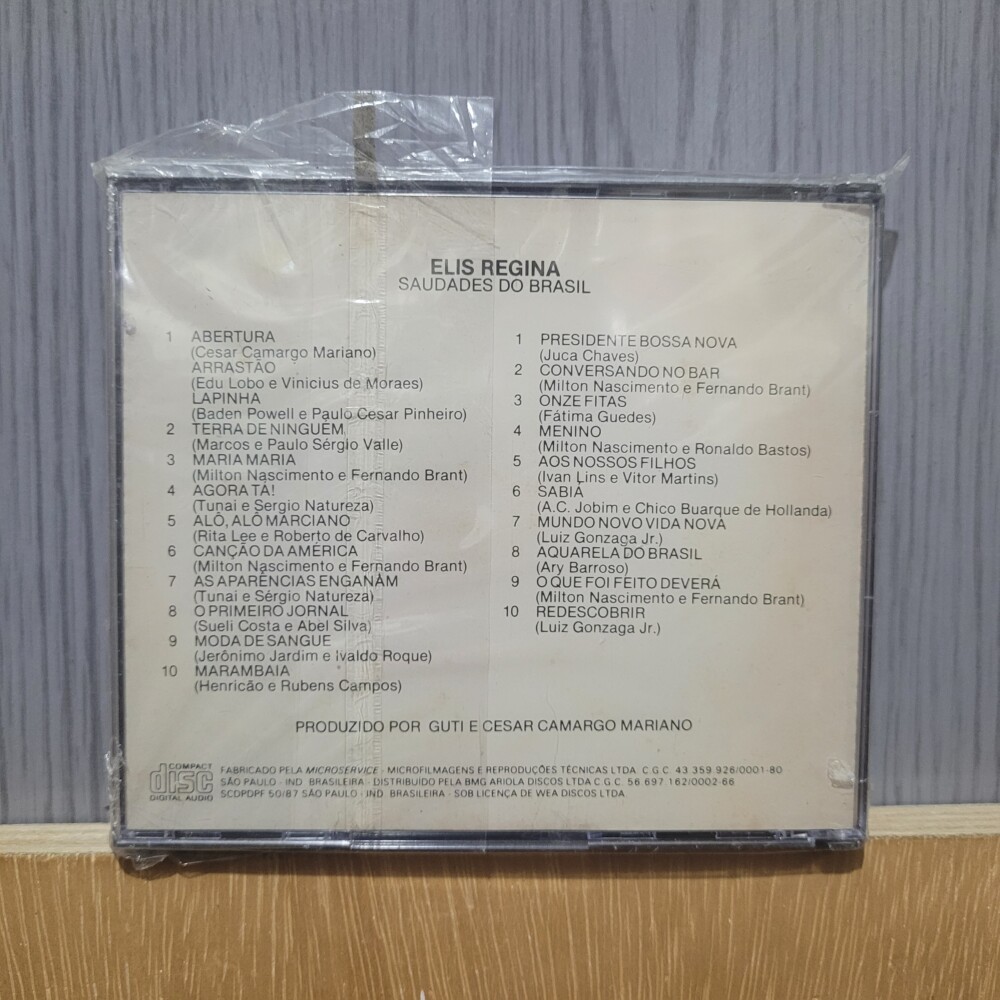 ELIS REGINA
SAUDADES DO BRASIL
1 ABERTURA
(Cesar Camargo Mariano)
ARRASTÃO
(Edu Lobo e Vinicius de Moraes)
LAPINHA
(Baden Powell e Paulo Cesar Pinheiro)
2 TERRA DE NINGUÉM
(Marcos e Paulo Sérgio Valle)
3 MARIA MARIA
(Milton Nascimento e Fernando Brant)
4 AGORA TÁ!
(Tunai e Sergio Natureza)
5 ALÔ, ALÔ MARCIANO
(Rita Lee e Roberto de Carvalho)
6 CANÇÃO DA AMÉRICA
(Milton Nascimento e Fernando Brant)
7 AS APARÊNCIAS ENGANAM
(Tunai e Sérgio Natureza)
8 O PRIMEIRO JORNAL
(Sueli Costa e Abel Silva)
9 MODA DE SANGUE
(Jerônimo Jardim e Ivaldo Roque)
10 MARAMBAIA
(Henricão e Rubens Campos)
1 PRESIDENTE BOSSA NOVA
(Juca Chaves)
2 CONVERSANDO NO BAR
(Milton Nascimento e Fernando Brant)
3 ONZE FITAS
(Fátima Guedes)
4 MENINO
(Milton Nascimento e Ronaldo Bastos)
5 AOS NOSSOS FILHOS
(Ivan Lins e Vitor Martins)
6 SABIÁ
(A.C. Jobim e Chico Buarque de Hollanda)
7 MUNDO NOVO VIDA NOVA
(Luiz Gonzaga Jr.)
8 AQUARELA DO BRASIL
(Ary Barroso)
9 O QUE FOI FEITO DEVERÁ
(Milton Nascimento e Fernando Brant)
10 REDESCOBRIR
(Luiz Gonzaga Jr.)
PRODUZIDO POR GUTI E CESAR CAMARGO MARIANO
COMPACT
disc
DIGITAL AUDIO
FABRICADO PELA MICROSERVICE - MICROFILMAGENS E REPRODUÇÕES TÉCNICAS LTDA. C.G.C. 43 359 926/0001-80
SÃO PAULO - IND. BRASILEIRA - DISTRIBUÍDO PELA BMG ARIOLA DISCOS LTDA C.G.C. 56 697 162/0002-66
SCDPDPF 50/87 SÃO PAULO - IND. BRASILEIRA - SOB LICENÇA DE WEA DISCOS LTDA.